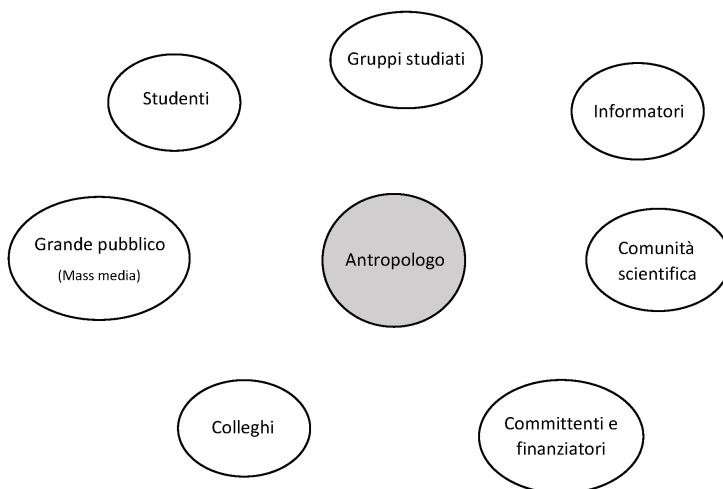 Gruppi studiati
Studenti
Informatori
Grande pubblico
(Mass media)
Antropologo
Comunità
scientifica
Colleghi
Committenti e
finanziatori